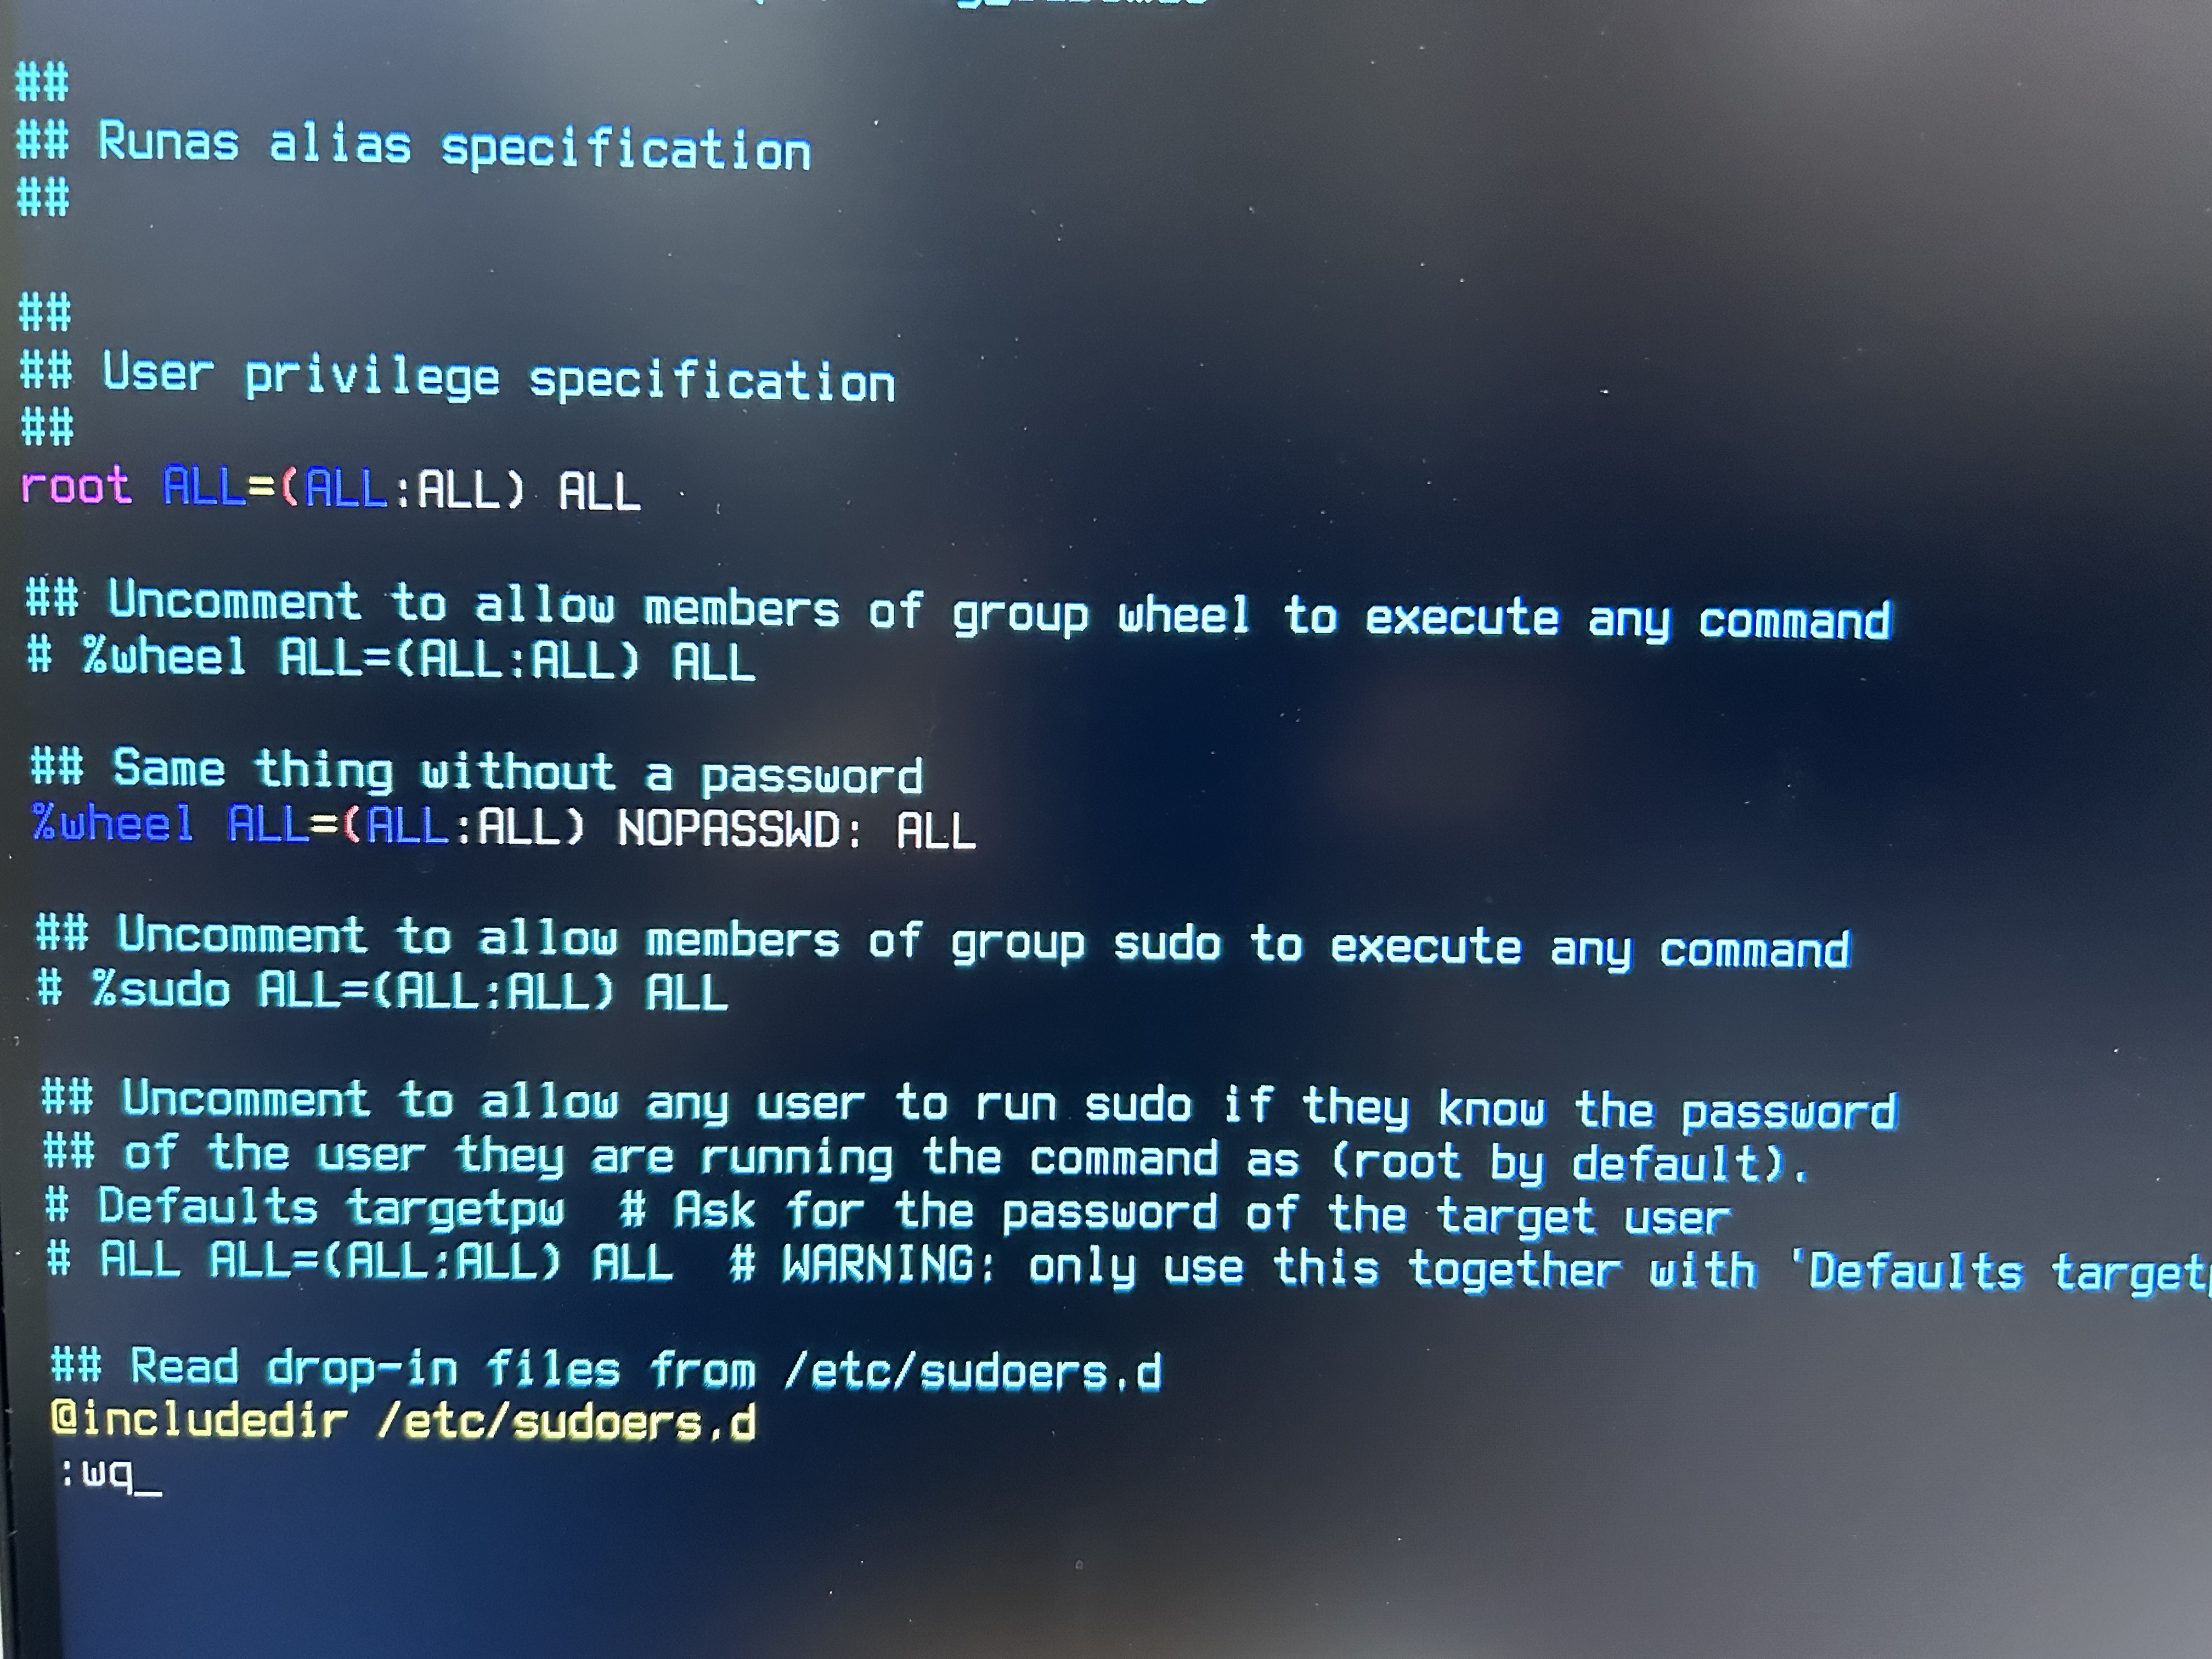 ##
## Runas alias specification
##
##
## User privilege specification
##
root ALL=(ALL:ALL) ALL
## Uncomment to allow members of group wheel to execute any command
# %wheel ALL=(ALL:ALL) ALL
## Same thing without a password
%wheel ALL=(ALL:ALL) NOPASSWD: ALL
## Uncomment to allow members of group sudo to execute any command
# %sudo ALL=(ALL:ALL) ALL
## Uncomment to allow any user to run sudo if they know the password
## of the user they are running the command as (root by default).
# Defaults targetpw  # Ask for the password of the target user
# ALL ALL=(ALL:ALL) ALL  # WARNING: only use this together with 'Defaults target
## Read drop-in files from /etc/sudoers.d
@includedir /etc/sudoers.d
:wq_